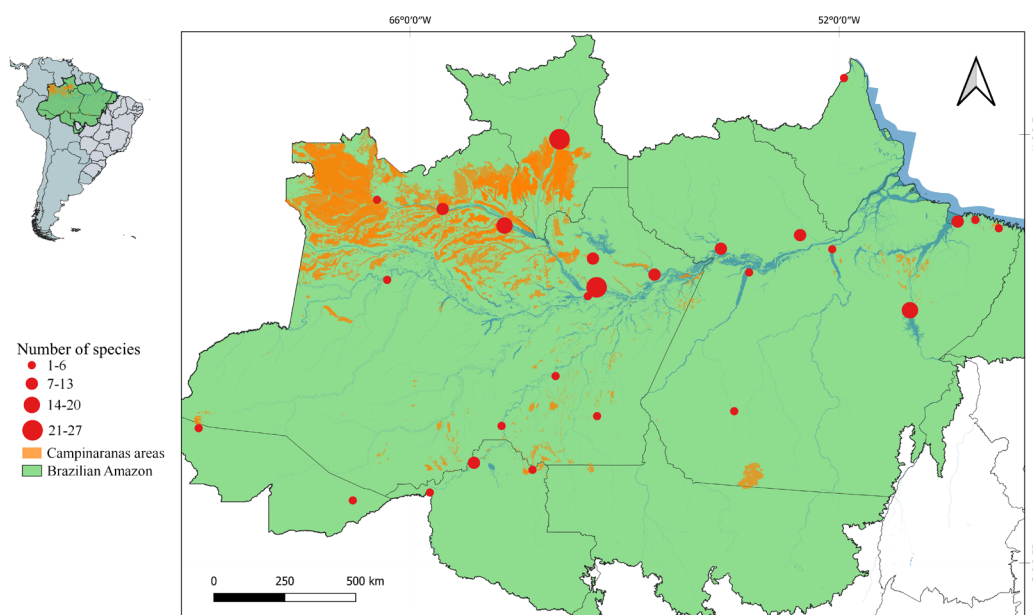 66°0,0"W 52°0,0"W
Number of species
1-6
7-13
14-20
21-27
Campinaranas areas
Brazilian Amazon
0 250 500 km